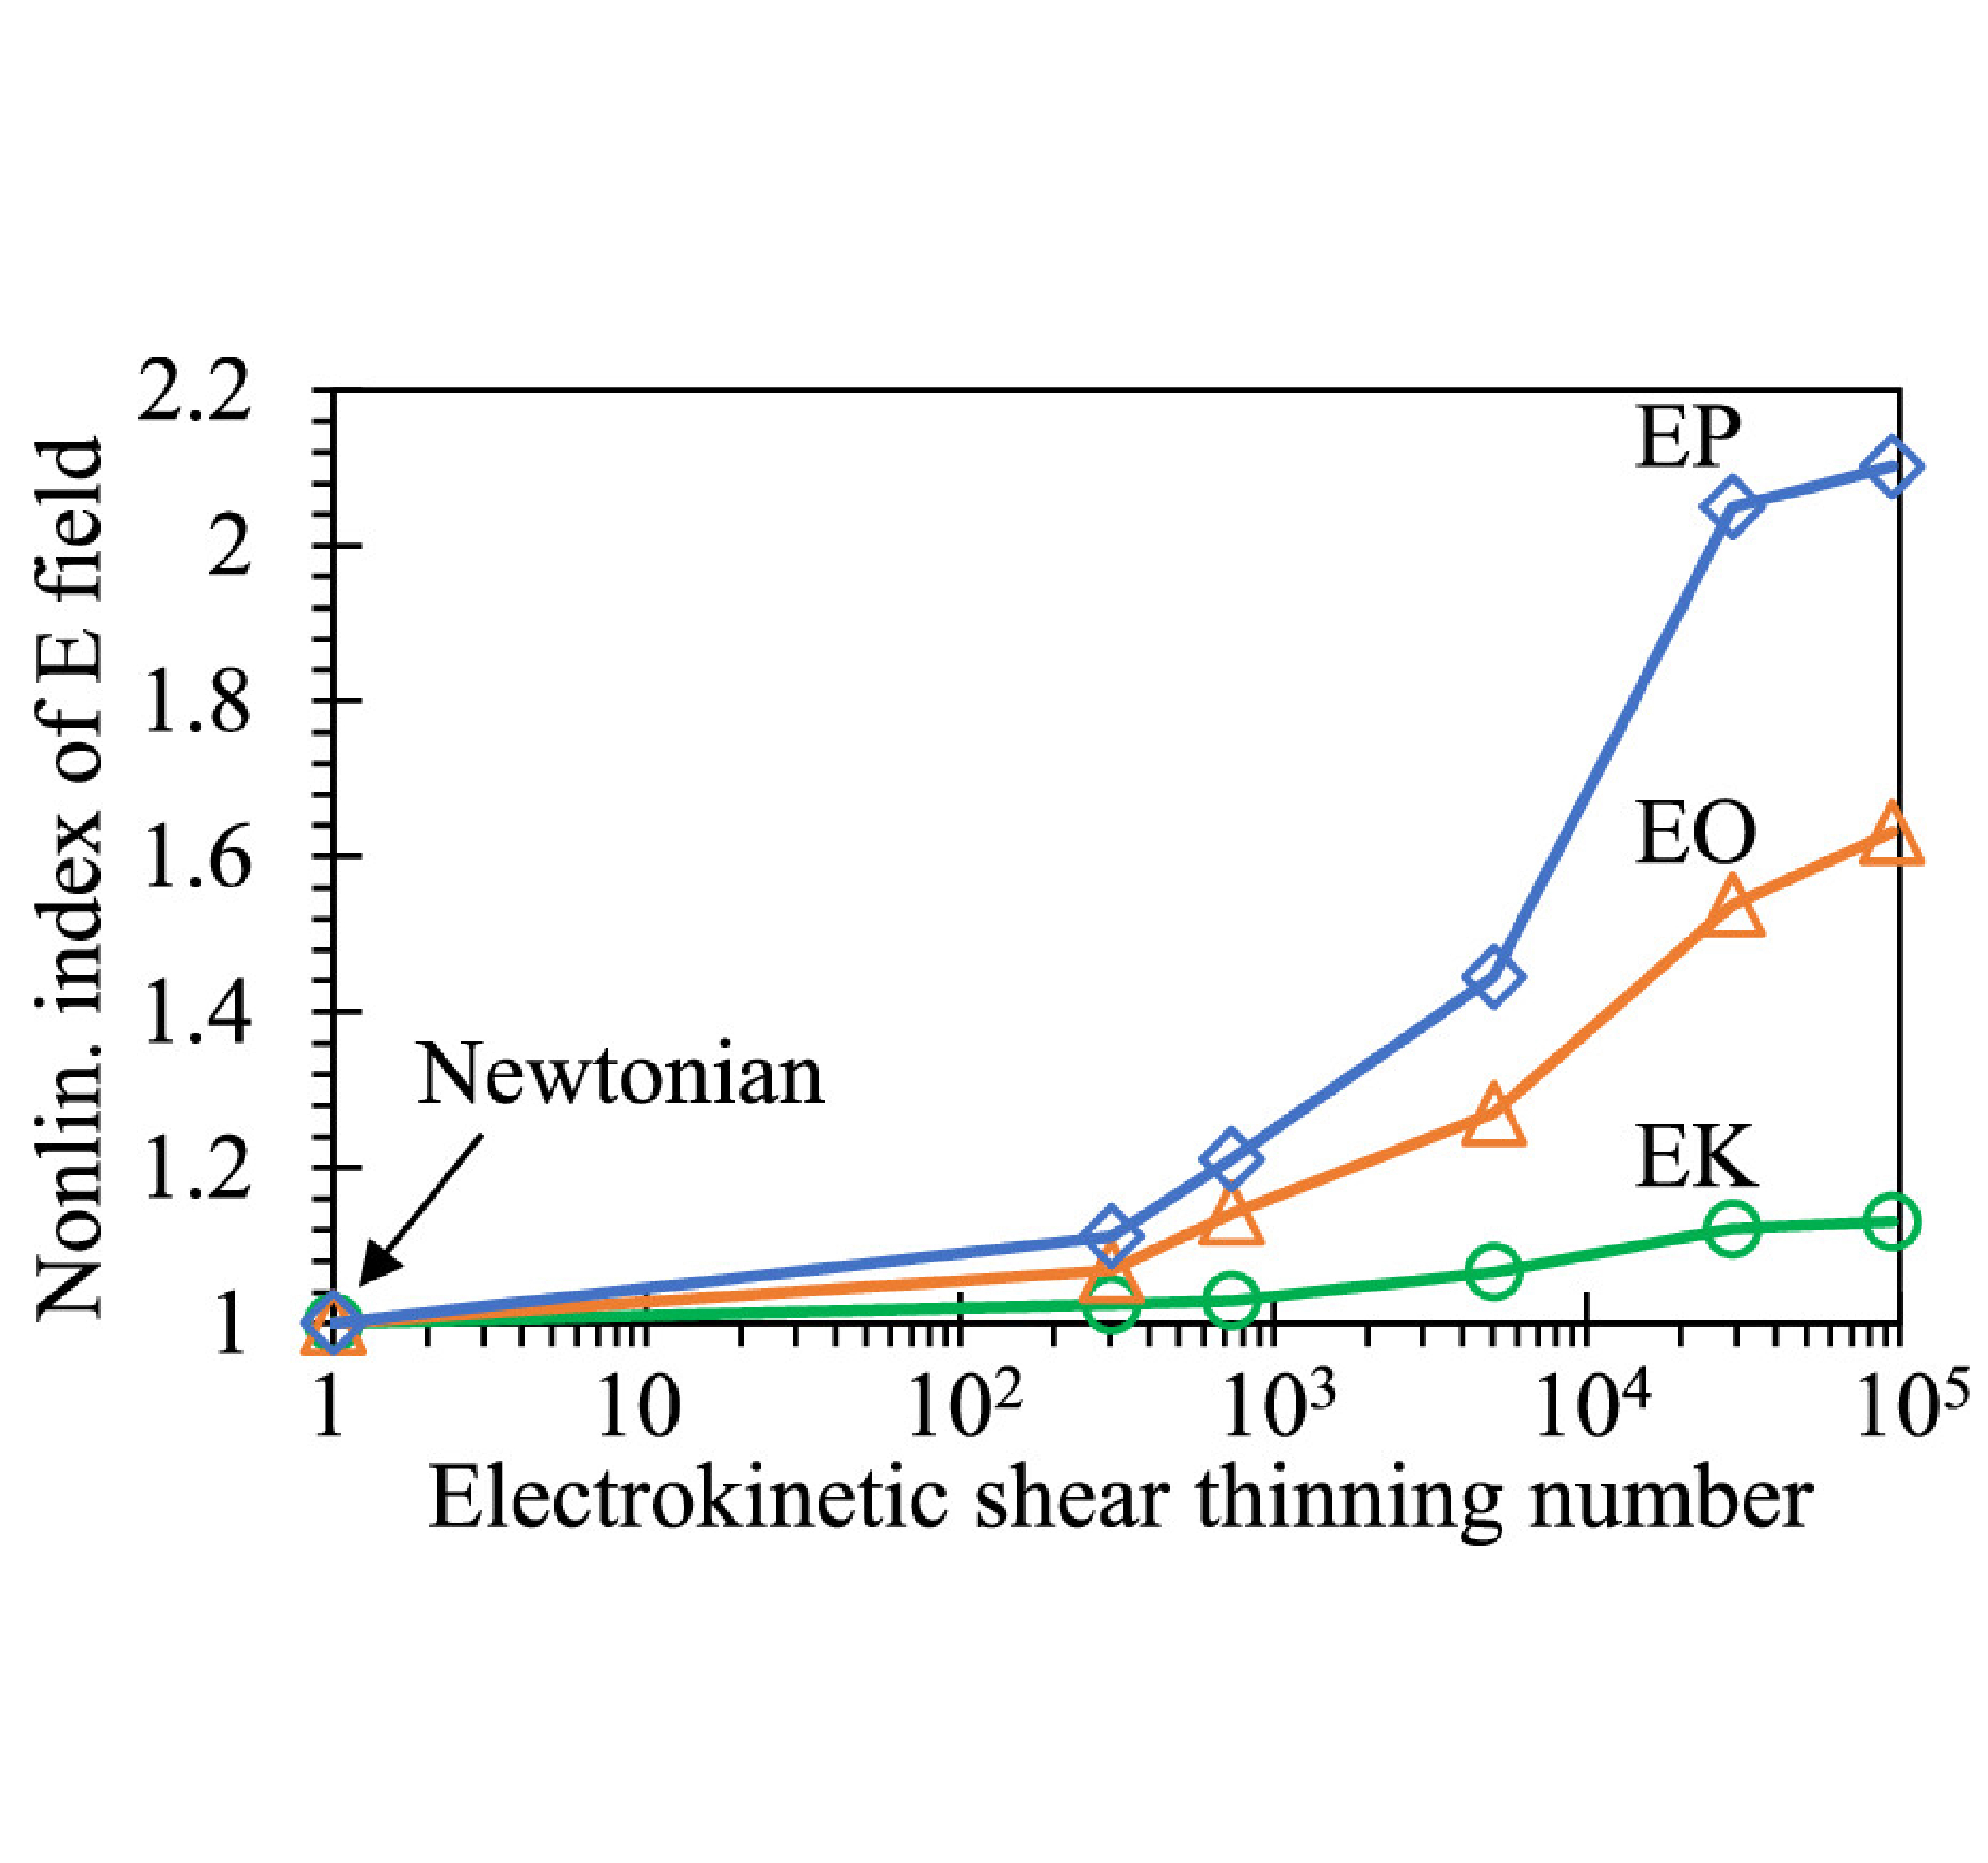 Nonlin. index of E field
2.2
2
1.8
1.6
1.4
1.2
1
EP
EO
EK
Newtonian
1 10 10² 10³ 10⁴ 10⁵
Electrokinetic shear thinning number